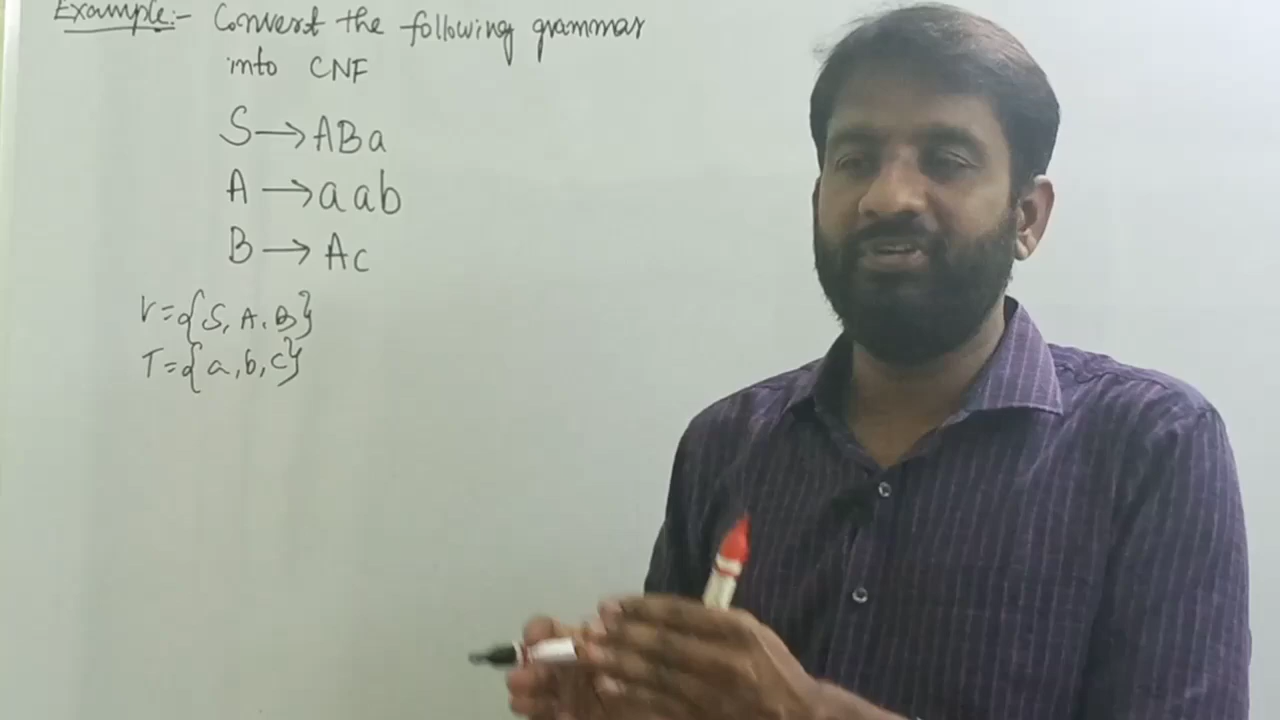 Example:- Convert the following grammar
into CNF
S → ABa
A → aab
B → Ac
V={S, A, B}
T={a, b, c}